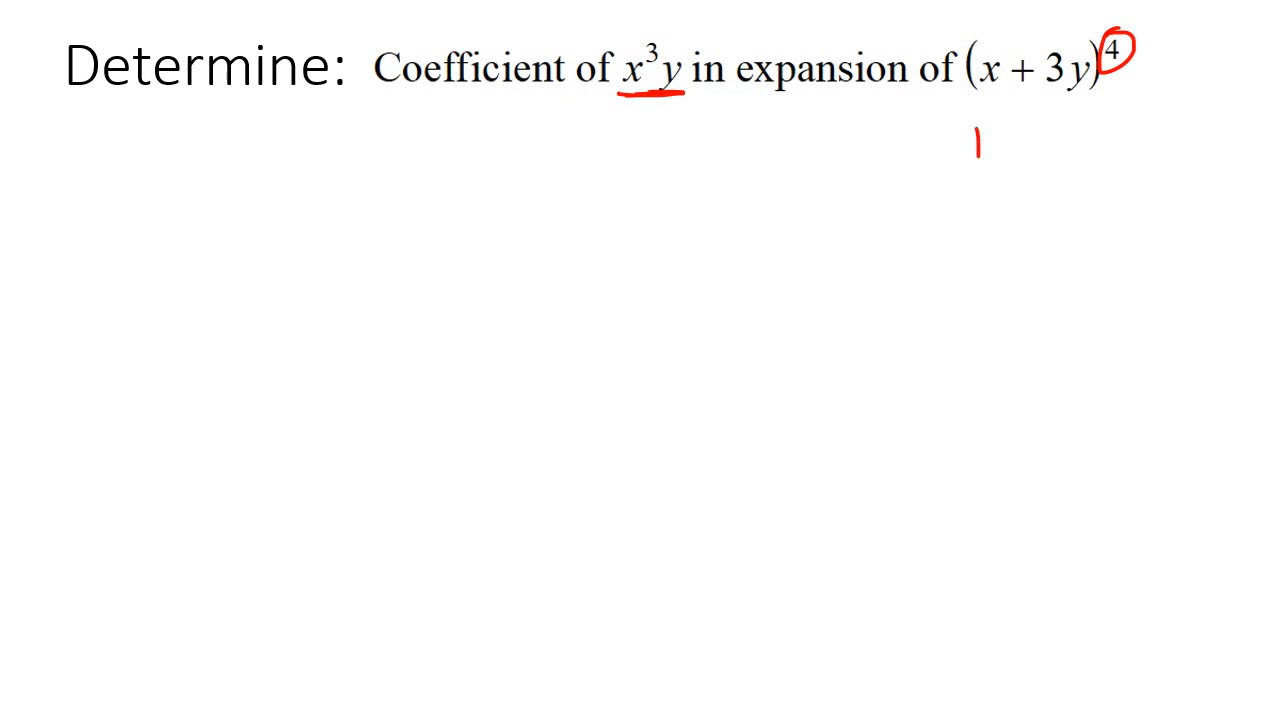 Determine: Coefficient of x³y in expansion of (x + 3y)⁴
1